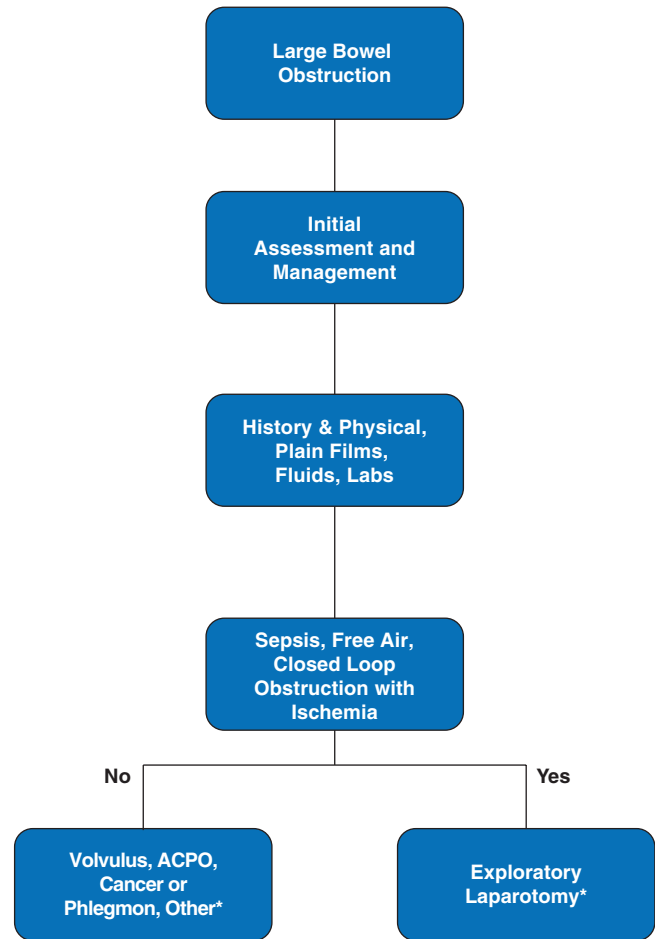 Large Bowel
Obstruction
Initial
Assessment and
Management
History & Physical,
Plain Films,
Fluids, Labs
Sepsis, Free Air,
Closed Loop
Obstruction with
Ischemia
No
Yes
Volvulus, ACPO,
Cancer or
Phlegmon, Other*
Exploratory
Laparotomy*